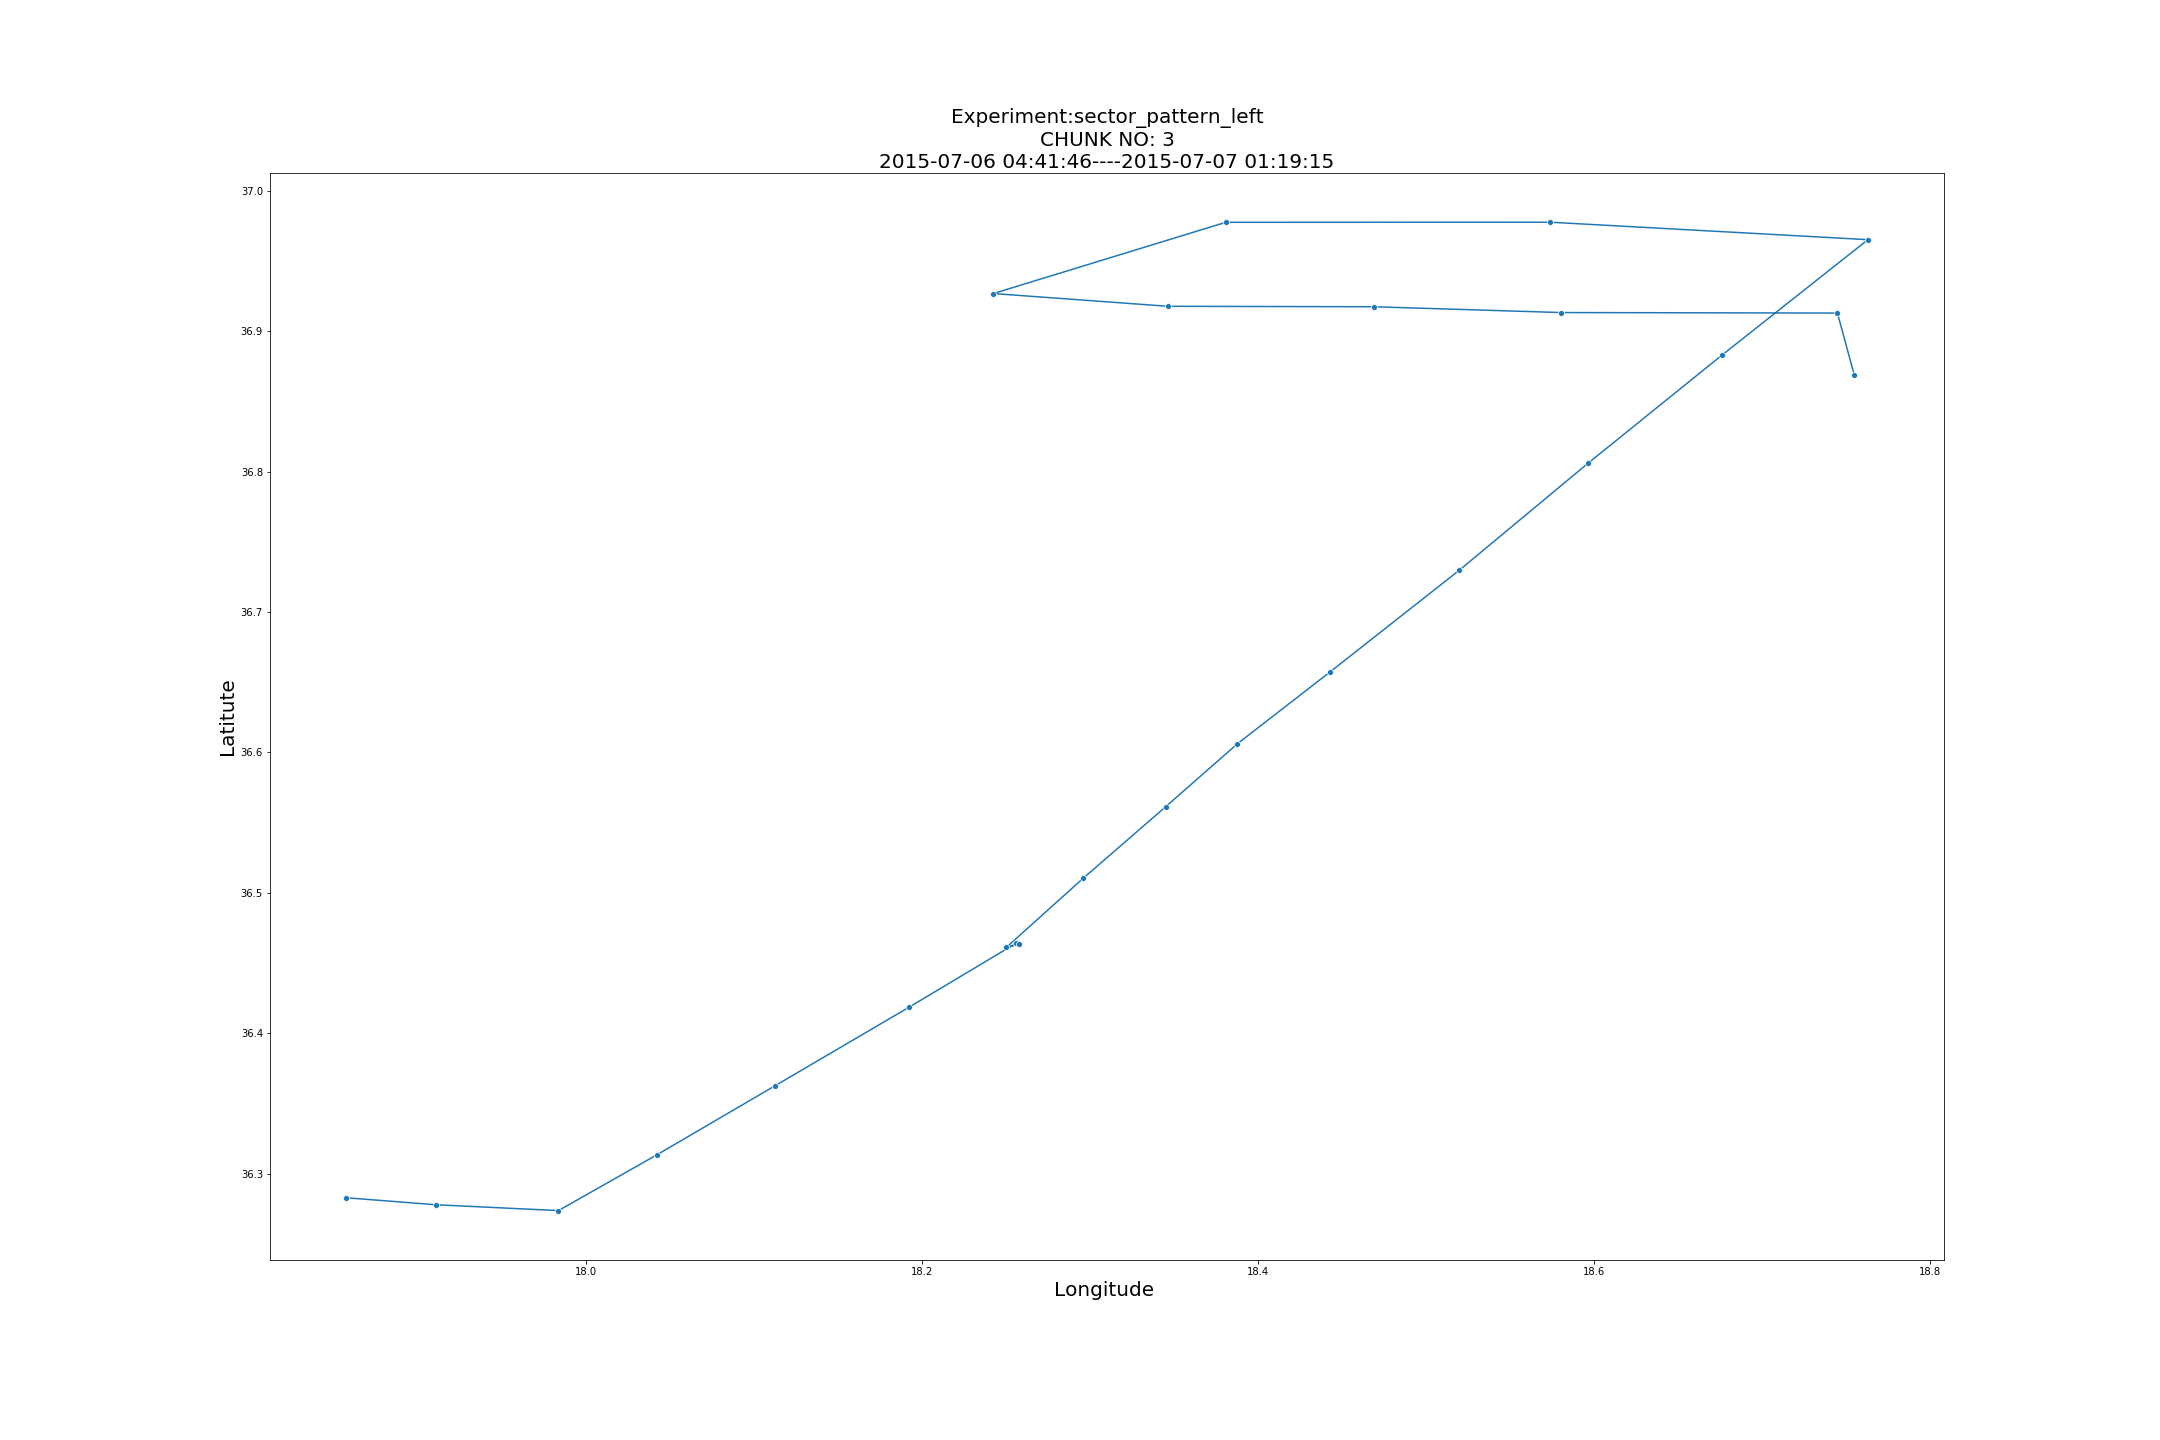 Experiment:sector_pattern_left
CHUNK NO: 3
2015-07-06 04:41:46----2015-07-07 01:19:15
37.0
36.9
36.8
36.7
36.6
36.5
36.4
36.3
Latitute
18.0 18.2 18.4 18.6 18.8
Longitude